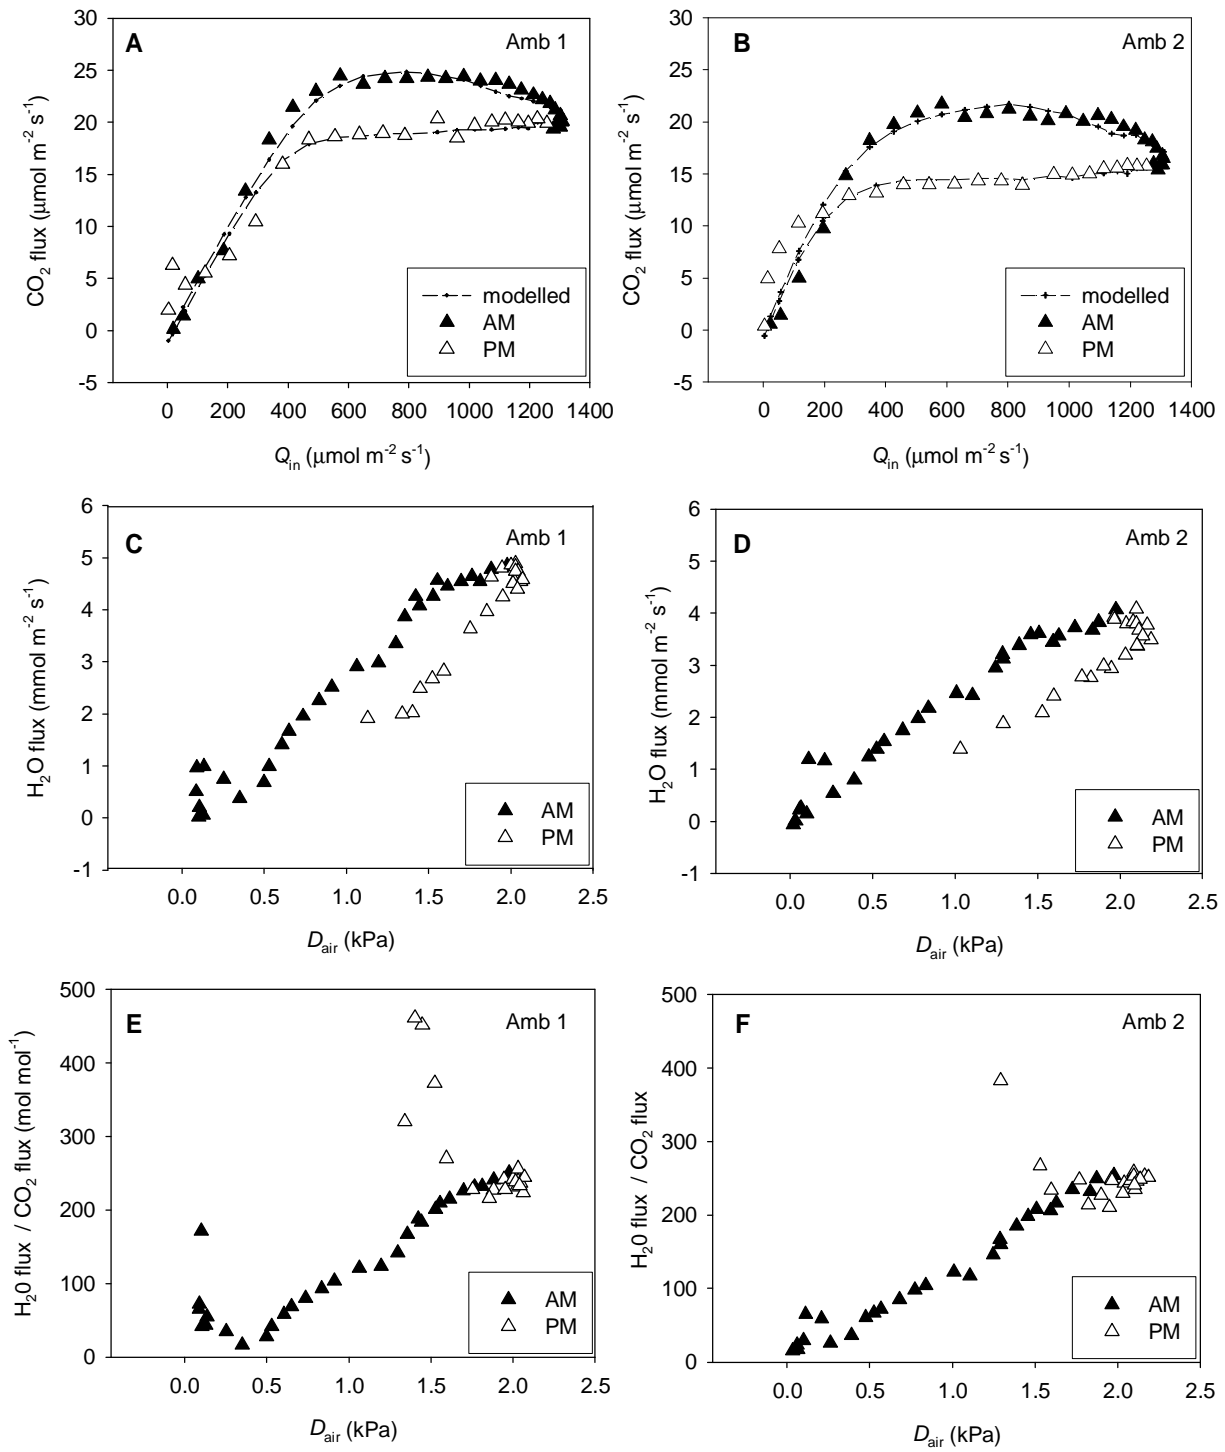 A
Amb 1
30
25
20
15
10
5
0
-5
CO2 flux (μmol m-2 s-1)
modelled
AM
PM
0 200 400 600 800 1000 1200 1400
Qin (μmol m-2 s-1)
B
Amb 2
30
25
20
15
10
5
0
-5
CO2 flux (μmol m-2 s-1)
modelled
AM
PM
0 200 400 600 800 1000 1200 1400
Qin (μmol m-2 s-1)
C
Amb 1
6
5
4
3
2
1
0
-1
H2O flux (mmol m-2 s-1)
AM
PM
0.0 0.5 1.0 1.5 2.0 2.5
Dair (kPa)
D
Amb 2
6
5
4
3
2
1
0
-1
H2O flux (mmol m-2 s-1)
AM
PM
0.0 0.5 1.0 1.5 2.0 2.5
Dair (kPa)
E
Amb 1
500
400
300
200
100
0
H20 flux / CO2 flux (mol mol-1)
AM
PM
0.0 0.5 1.0 1.5 2.0 2.5
Dair (kPa)
F
Amb 2
500
400
300
200
100
0
H20 flux / CO2 flux
AM
PM
0.0 0.5 1.0 1.5 2.0 2.5
Dair (kPa)